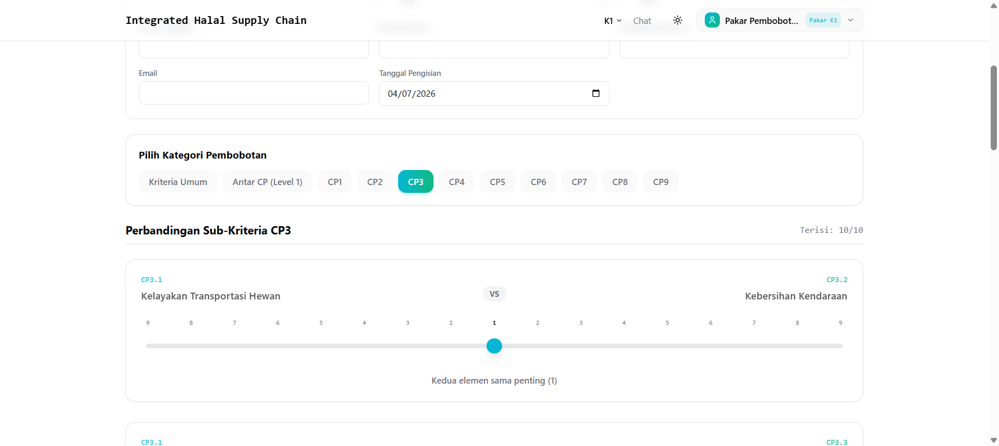 Integrated Halal Supply Chain
K1
Chat
Pakar Pembobot...
Pakar K1
Email
Tanggal Pengisian
04/07/2026
Pilih Kategori Pembobotan
Kriteria Umum
Antar CP (Level 1)
CP1
CP2
CP3
CP4
CP5
CP6
CP7
CP8
CP9
Perbandingan Sub-Kriteria CP3
Terisi: 10/10
CP3.1
CP3.2
Kelayakan Transportasi Hewan
VS
Kebersihan Kendaraan
9 8 7 6 5 4 3 2 1 2 3 4 5 6 7 8 9
Kedua elemen sama penting (1)
CP3.1
CP3.3